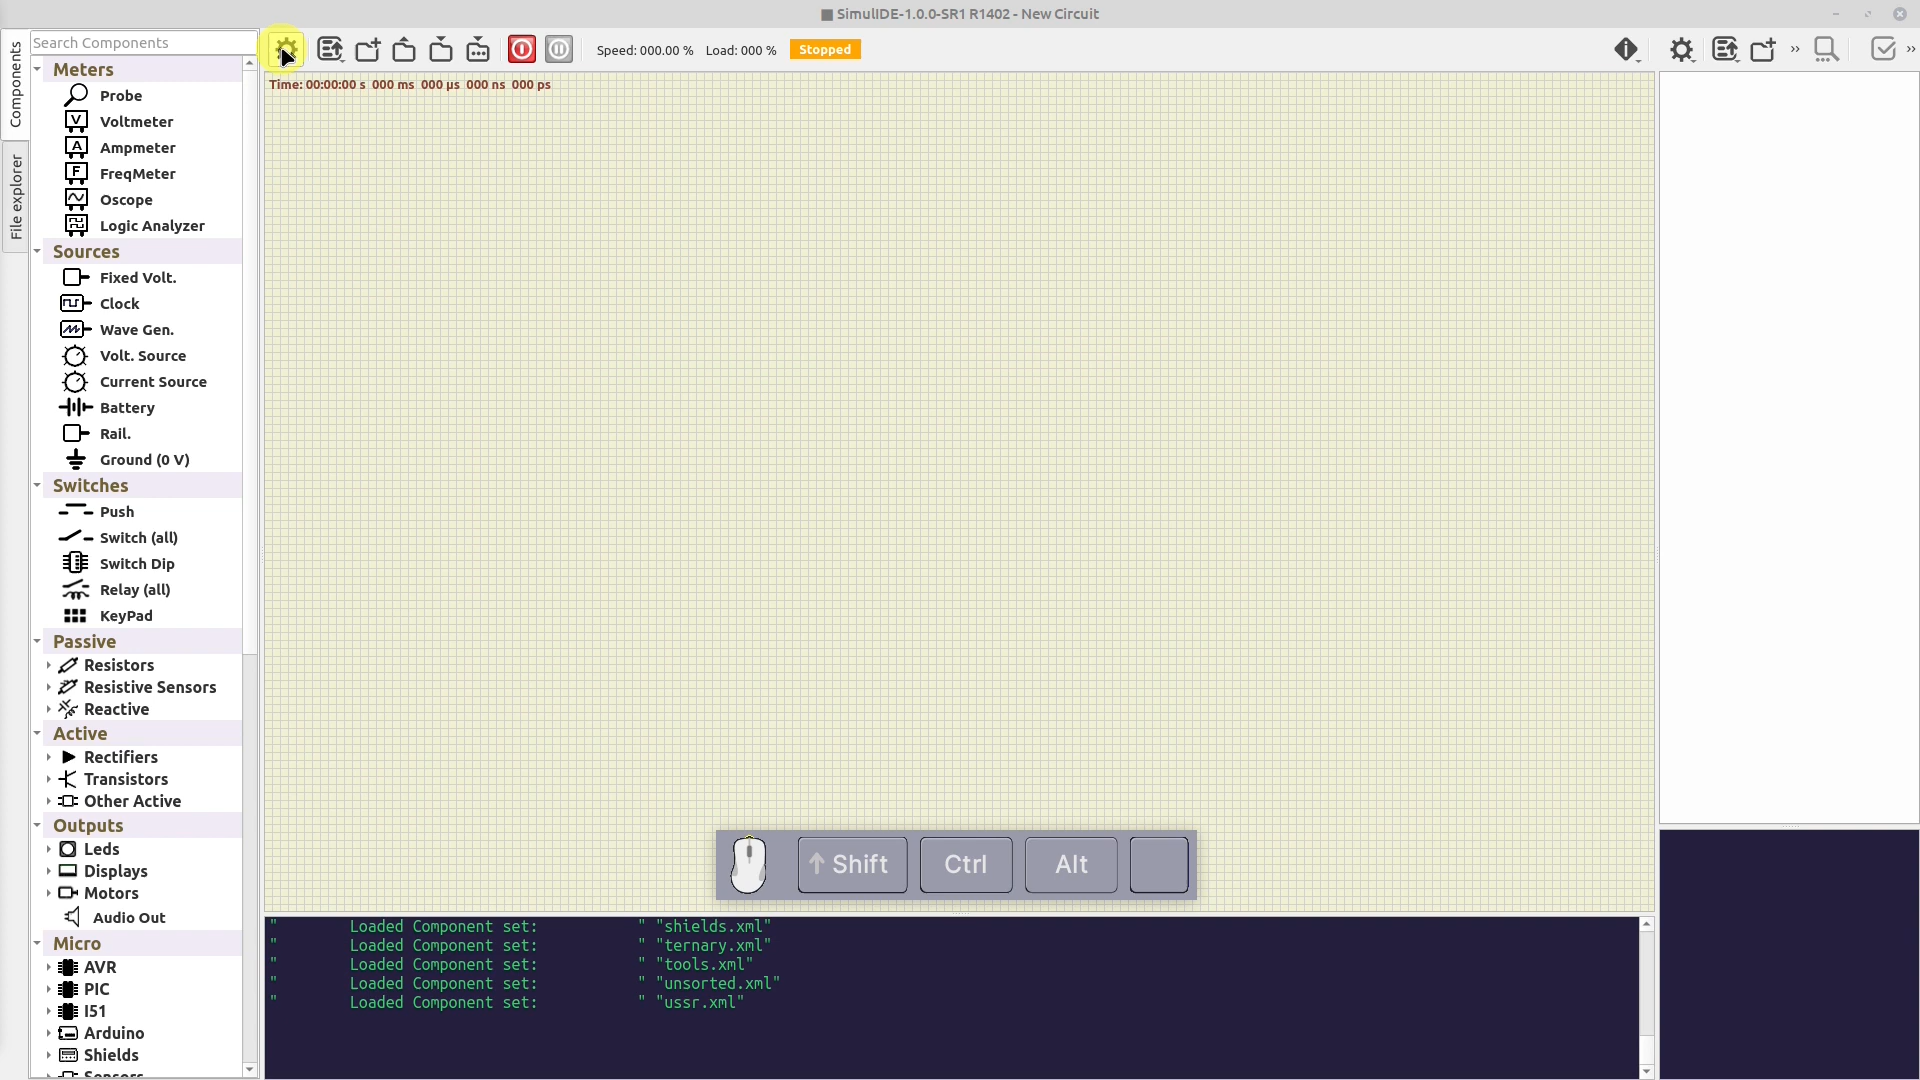 SimulIDE-1.0.0-SR1 R1402 - New Circuit
Components
File explorer
Search Components
Speed: 000.00 % Load: 000 % Stopped
Time: 00:00:00 s 000 ms 000 µs 000 ns 000 ps
Meters
Probe
V Voltmeter
A Ampmeter
F FreqMeter
Oscope
Logic Analyzer
Sources
Fixed Volt.
Clock
Wave Gen.
Volt. Source
Current Source
Battery
Rail.
Ground (0 V)
Switches
Push
Switch (all)
Switch Dip
Relay (all)
KeyPad
Passive
Resistors
Resistive Sensors
Reactive
Active
Rectifiers
Transistors
Other Active
Outputs
Leds
Displays
Motors
Audio Out
Micro
AVR
PIC
I51
Arduino
Shields
Sensors
Shift Ctrl Alt
" Loaded Component set: " "shields.xml"
" Loaded Component set: " "ternary.xml"
" Loaded Component set: " "tools.xml"
" Loaded Component set: " "unsorted.xml"
" Loaded Component set: " "ussr.xml"